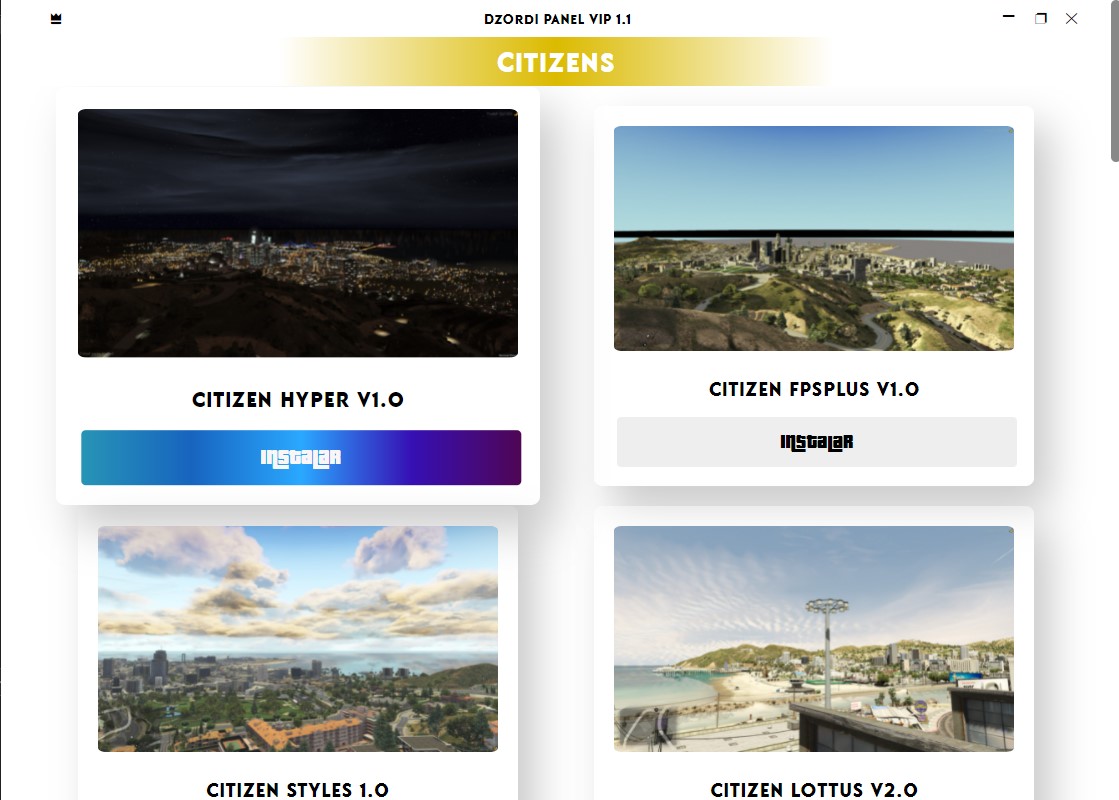 DZORDI PANEL VIP 1.1
CITIZENS
CITIZEN HYPER V1.0
INSTALAR
CITIZEN FPSPLUS V1.0
INSTALAR
CITIZEN STYLES 1.0
CITIZEN LOTTUS V2.0